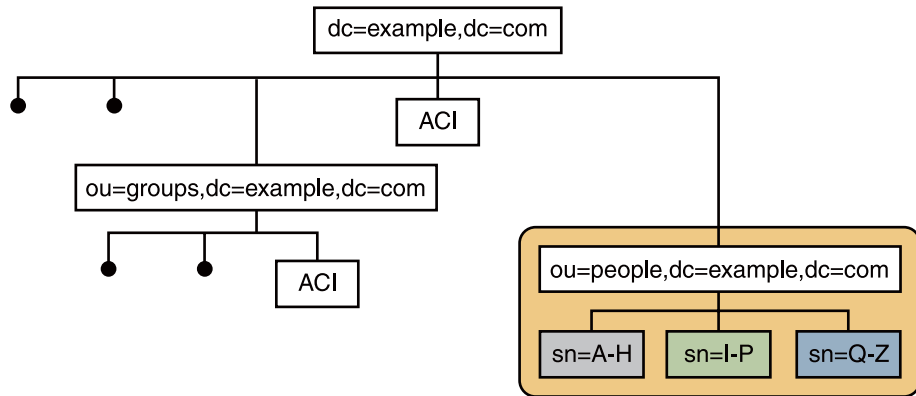 dc=example,dc=com
ACI
ou=groups,dc=example,dc=com
ACI
ou=people,dc=example,dc=com
sn=A-H
sn=I-P
sn=Q-Z